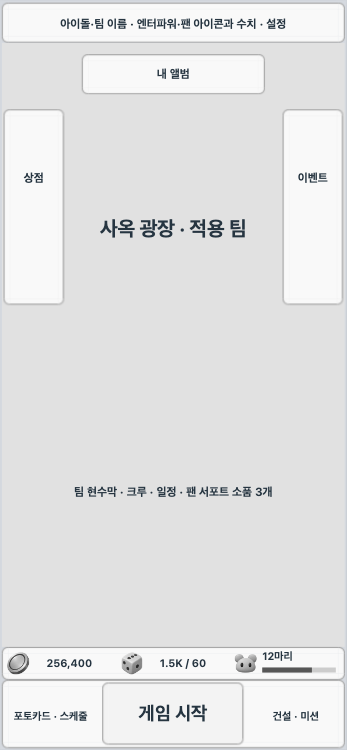 아이돌·팀 이름 · 엔터파워·팬 아이콘과 수치 · 설정
내 앨범
상점
이벤트
사옥 광장 · 적용 팀
팀 현수막 · 크루 · 일정 · 팬 서포트 소품 3개
256,400
1.5K / 60
12마리
포토카드 · 스케줄
게임 시작
건설 · 미션